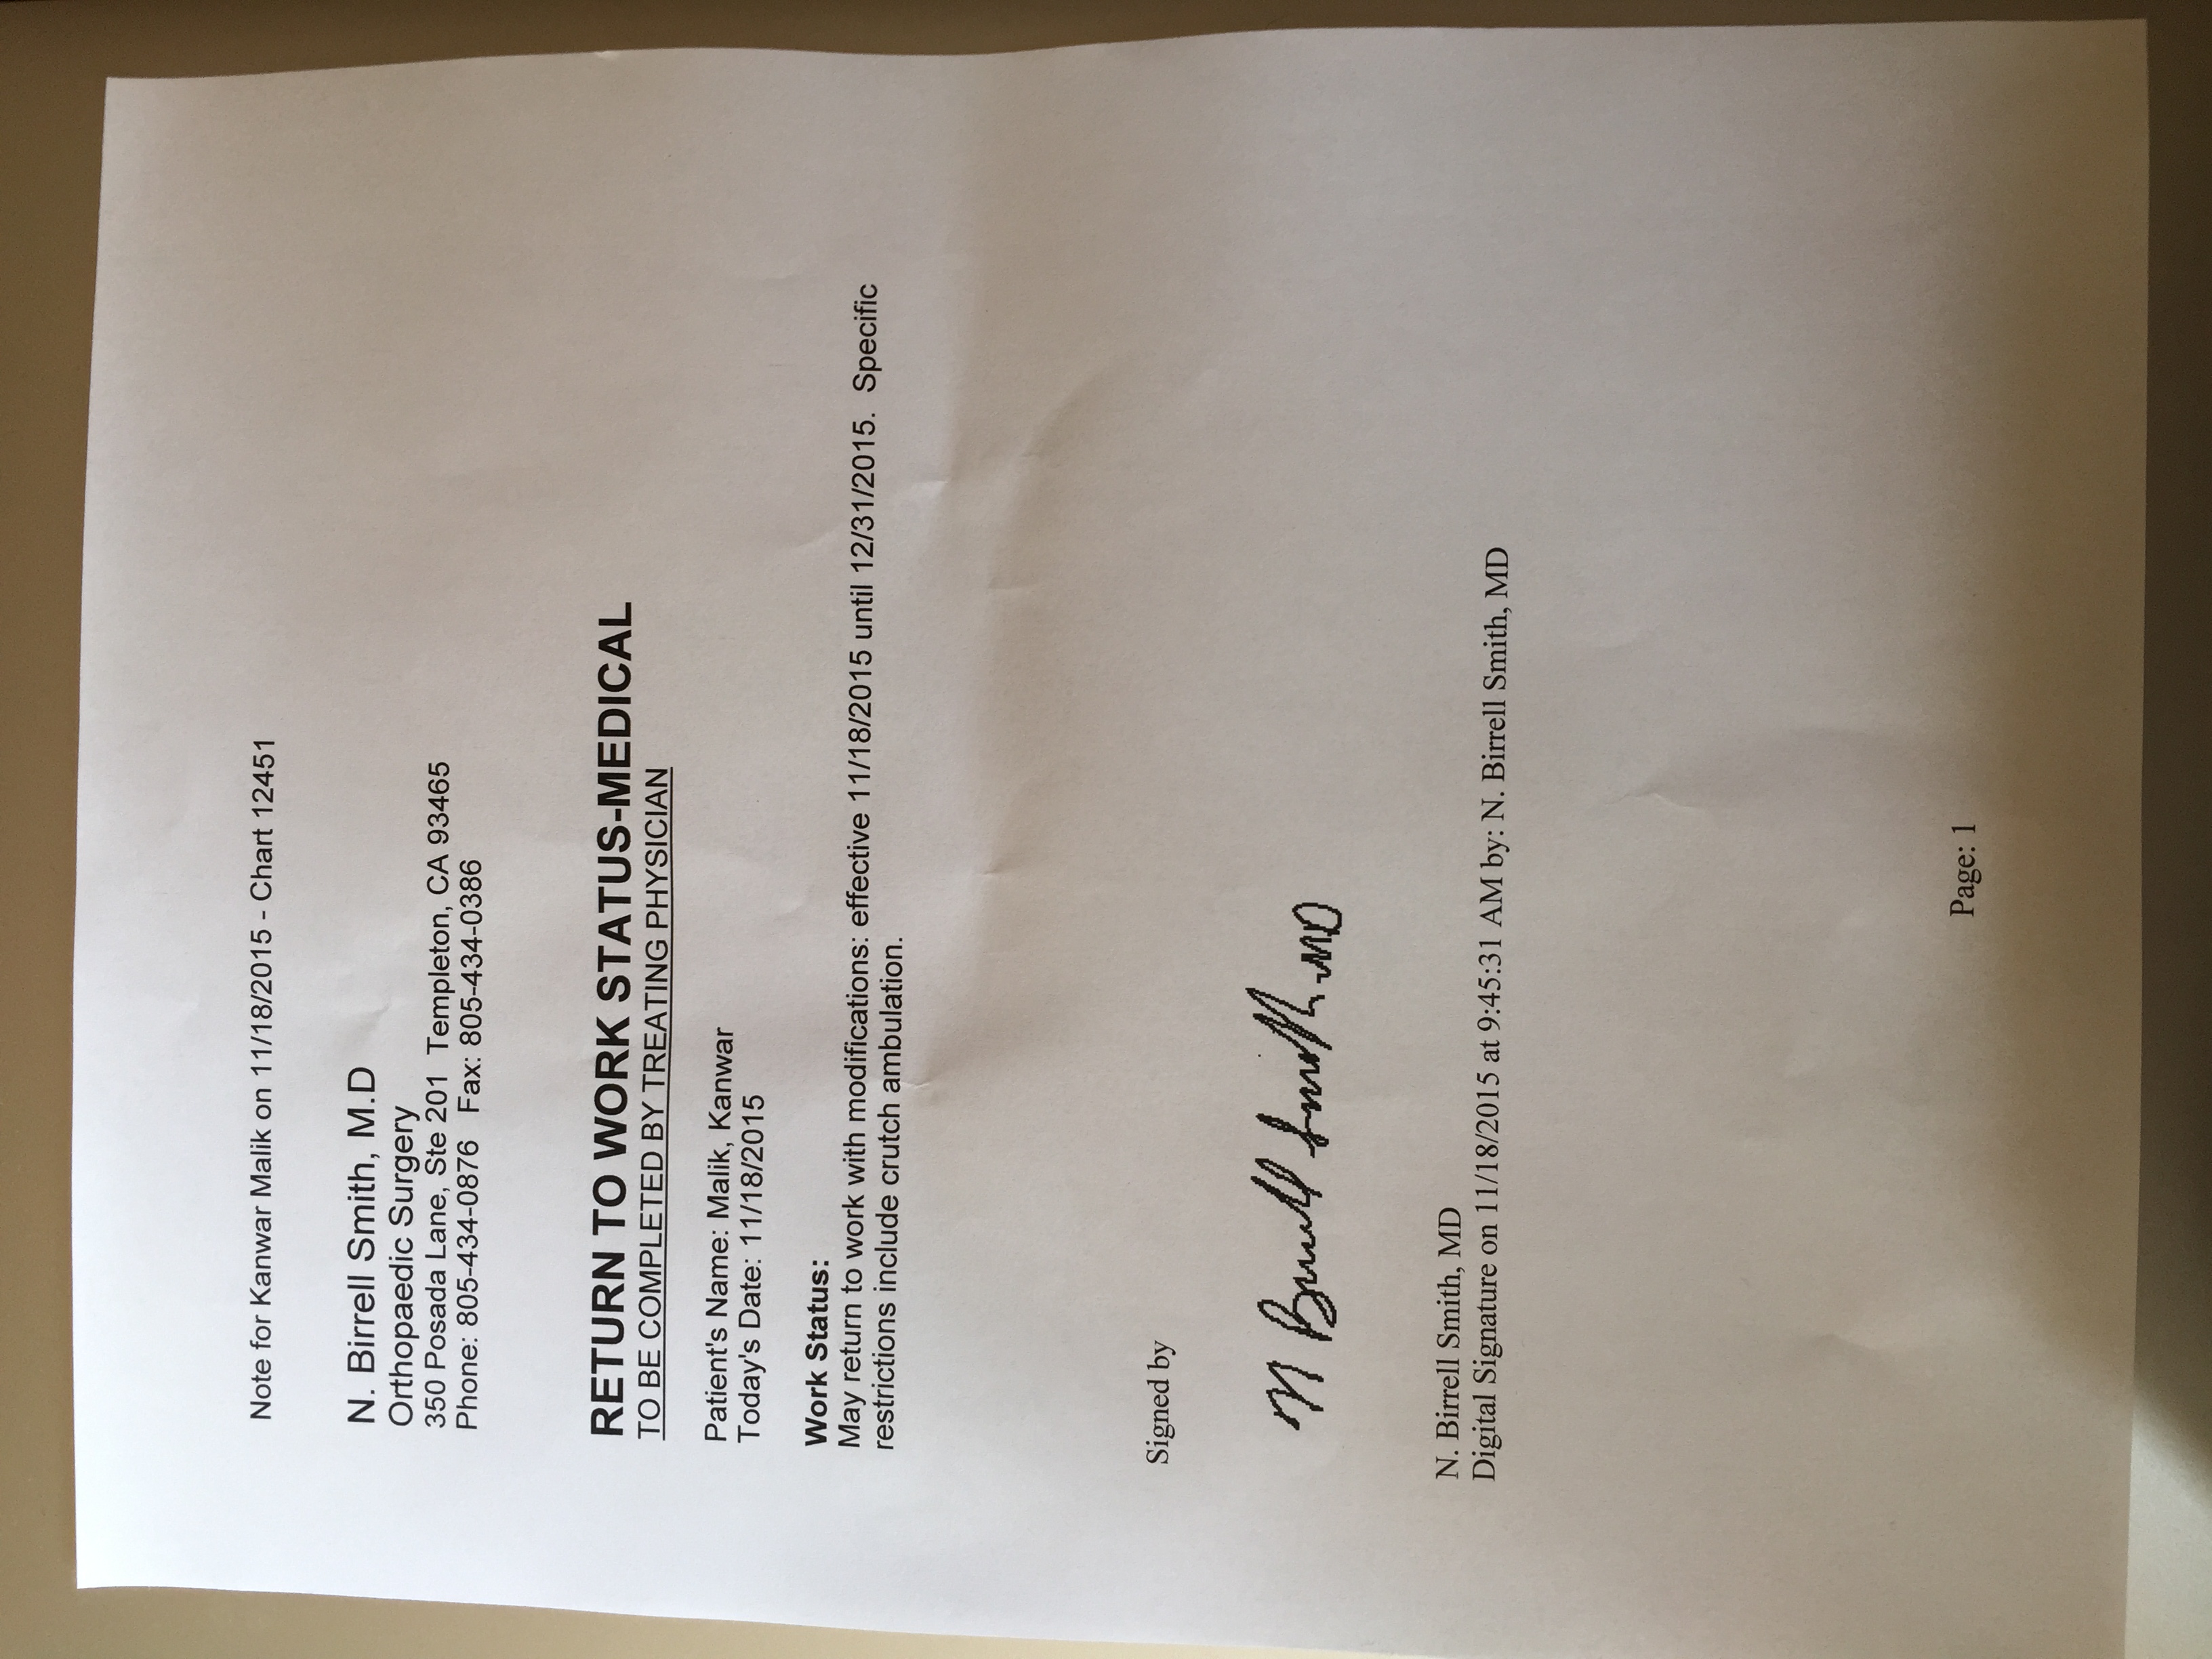 Note for Kanwar Malik on 11/18/2015 - Chart 12451
N. Birrell Smith, M.D
Orthopaedic Surgery
350 Posada Lane, Ste 201  Templeton, CA 93465
Phone: 805-434-0876   Fax: 805-434-0386
RETURN TO WORK STATUS-MEDICAL
TO BE COMPLETED BY TREATING PHYSICIAN
Patient's Name: Malik, Kanwar
Today's Date: 11/18/2015
Work Status:
May return to work with modifications: effective 11/18/2015 until 12/31/2015.  Specific
restrictions include crutch ambulation.
Signed by
N Birrell Smith MD
N. Birrell Smith, MD
Digital Signature on 11/18/2015 at 9:45:31 AM by: N. Birrell Smith, MD
Page: 1